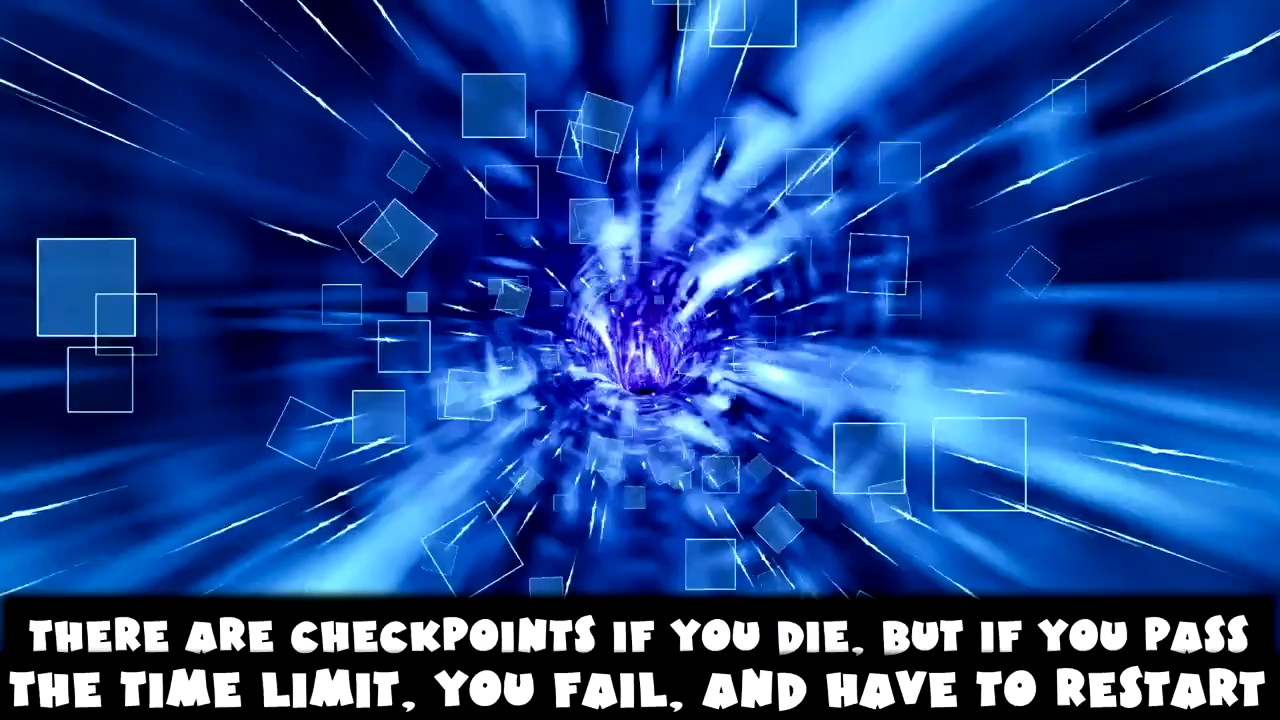 THERE ARE CHECKPOINTS IF YOU DIE, BUT IF YOU PASS
THE TIME LIMIT, YOU FAIL, AND HAVE TO RESTART